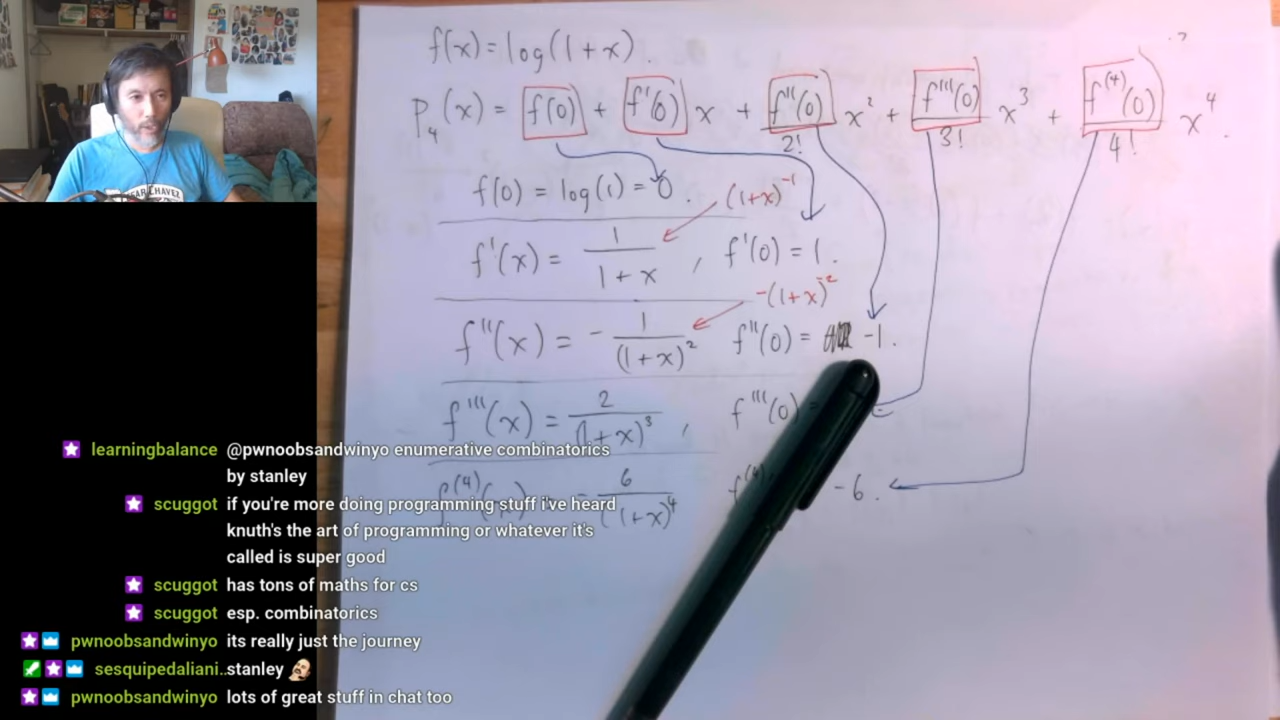 f(x) = log(1+x).
P₄(x) = f(0) + f'(0) x + f''(0)/2! x² + f'''(0)/3! x³ + f⁽⁴⁾(0)/4! x⁴.
f(0) = log(1) = 0.
(1+x)⁻¹
f'(x) = 1/(1+x), f'(0) = 1.
-(1+x)⁻²
f''(x) = - 1/(1+x)² f''(0) = -1.
f'''(x) = 2/(1+x)³, f'''(0) =
f⁽⁴⁾(x) 6/(1+x)⁴ -6.
learningbalance @pwnoobsandwinyo enumerative combinatorics
by stanley
scuggot if you're more doing programming stuff i've heard
knuth's the art of programming or whatever it's
called is super good
scuggot has tons of maths for cs
scuggot esp. combinatorics
pwnoobsandwinyo its really just the journey
sesquipedaliani.. stanley
pwnoobsandwinyo lots of great stuff in chat too